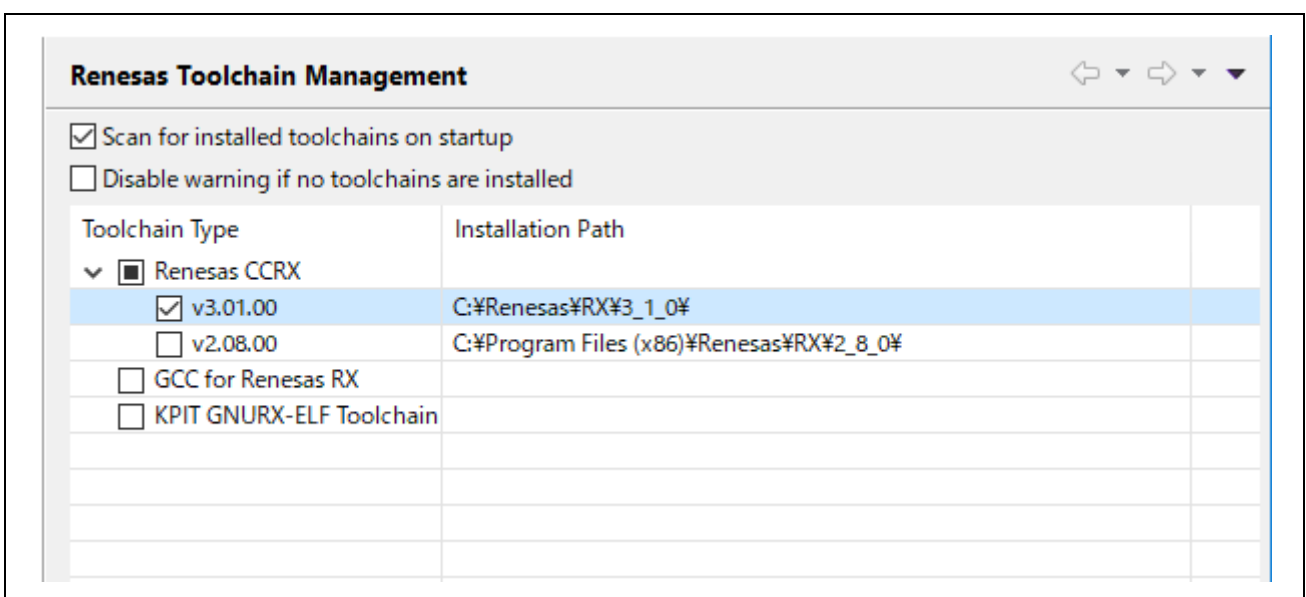 Renesas Toolchain Management
Scan for installed toolchains on startup
Disable warning if no toolchains are installed
Toolchain Type Installation Path
Renesas CCRX
v3.01.00 C:¥Renesas¥RX¥3_1_0¥
v2.08.00 C:¥Program Files (x86)¥Renesas¥RX¥2_8_0¥
GCC for Renesas RX
KPIT GNURX-ELF Toolchain